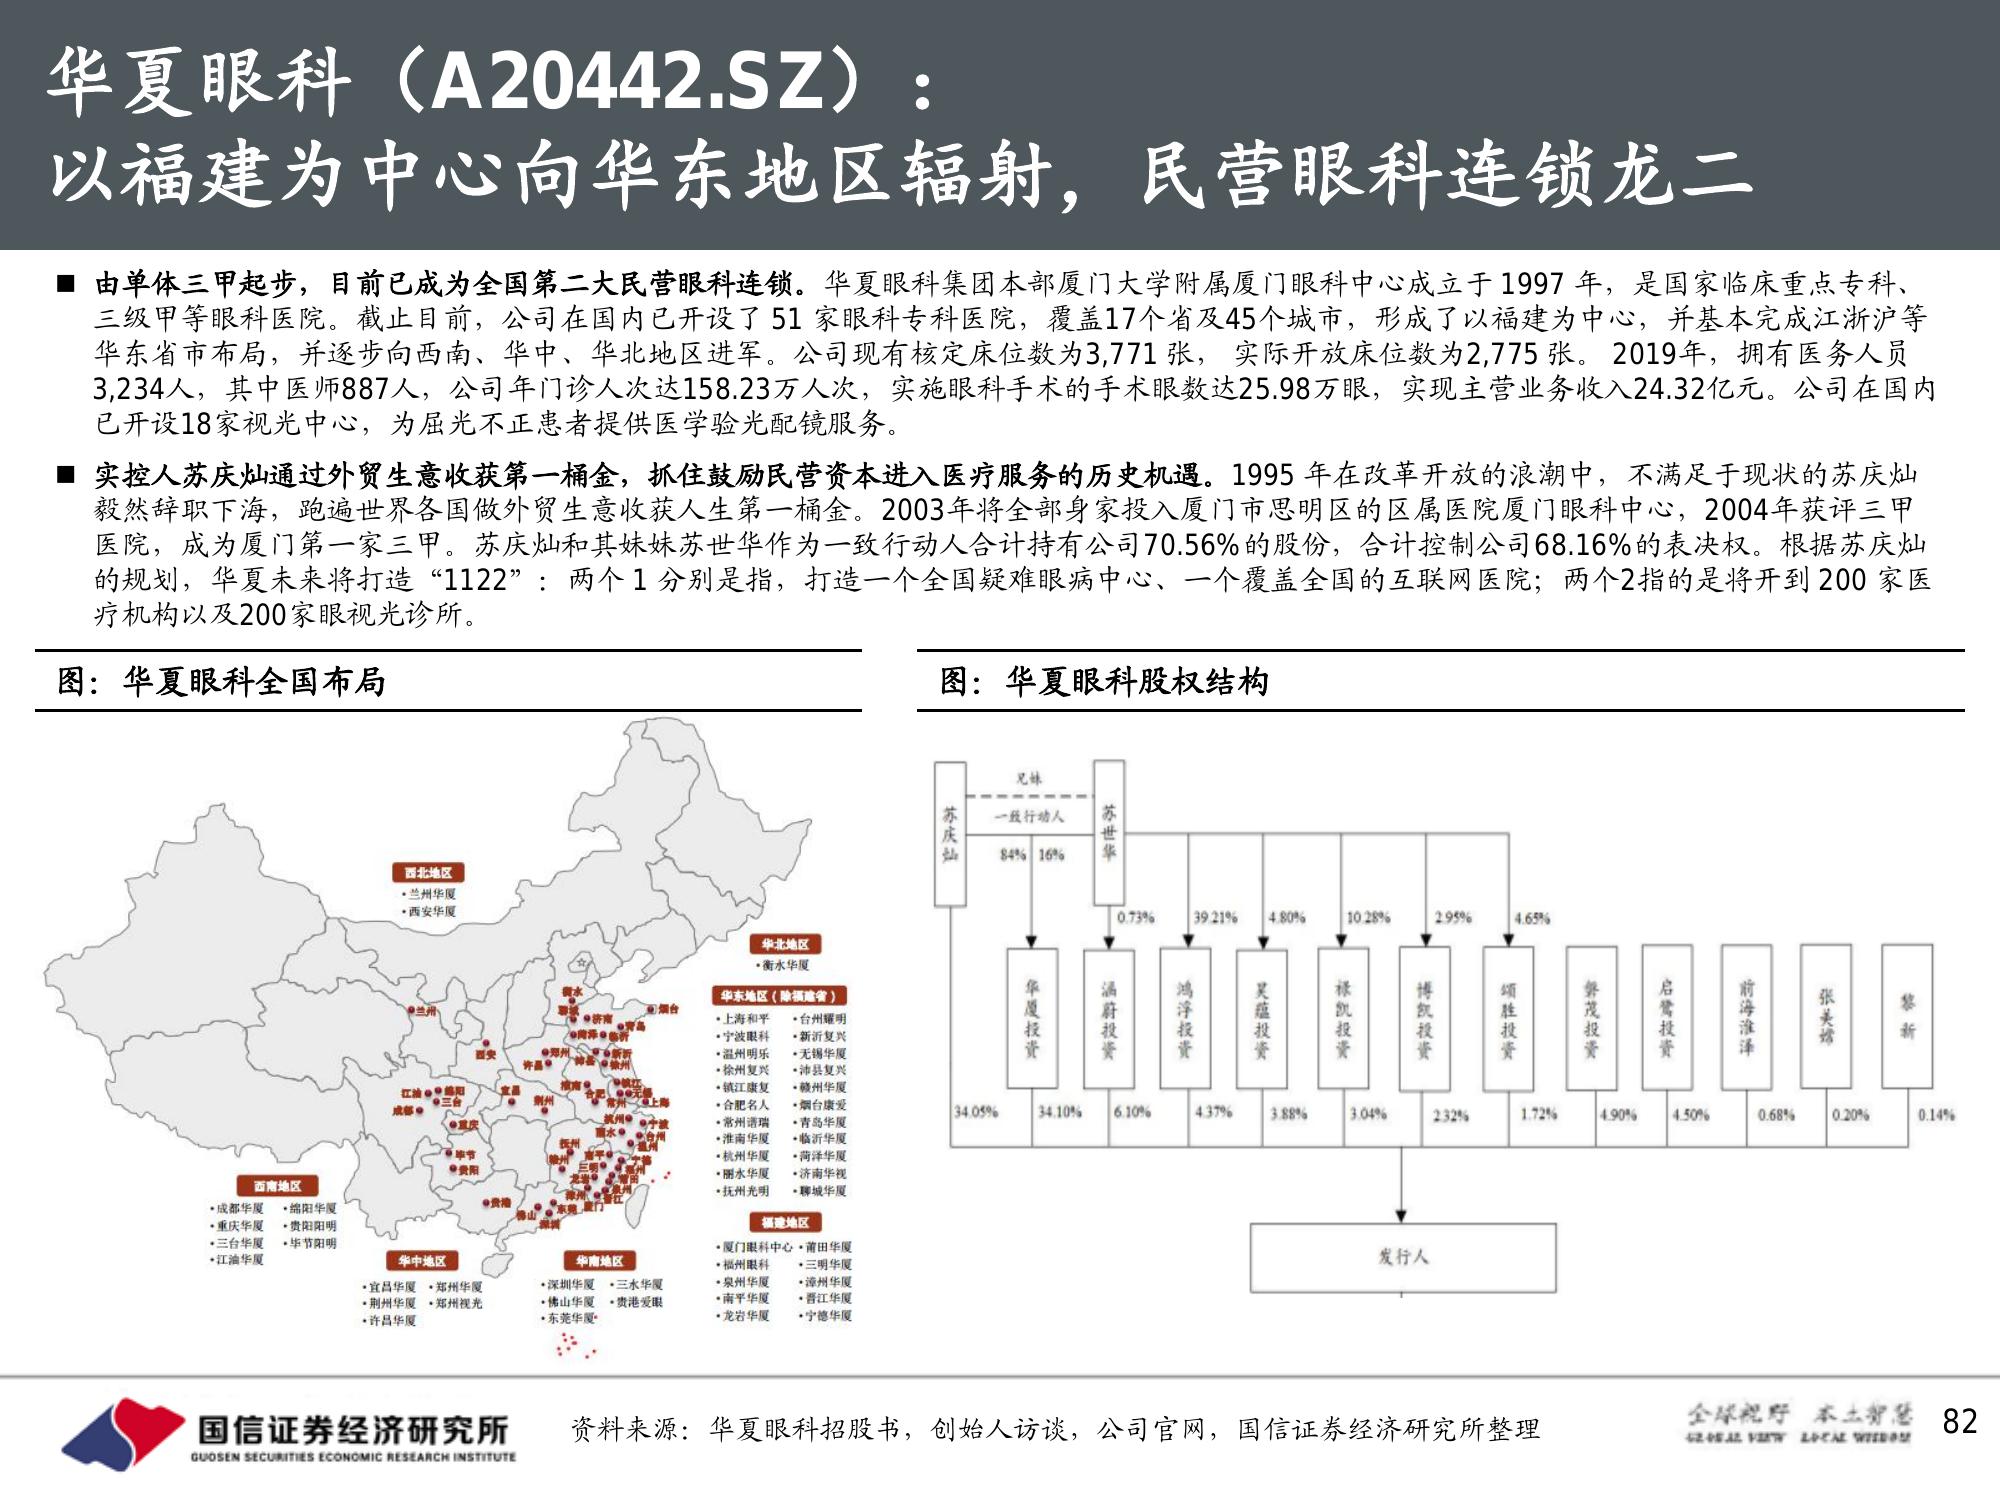 华夏眼科（A20442.SZ）：
以福建为中心向华东地区辐射，民营眼科连锁龙二
■ 由单体三甲起步，目前已成为全国第二大民营眼科连锁。华夏眼科集团本部厦门大学附属厦门眼科中心成立于 1997 年，是国家临床重点专科、
三级甲等眼科医院。截止目前，公司在国内已开设了 51 家眼科专科医院，覆盖17个省及45个城市，形成了以福建为中心，并基本完成江浙沪等
华东省市布局，并逐步向西南、华中、华北地区进军。公司现有核定床位数为3,771 张， 实际开放床位数为2,775 张。 2019年，拥有医务人员
3,234人，其中医师887人，公司年门诊人次达158.23万人次，实施眼科手术的手术眼数达25.98万眼，实现主营业务收入24.32亿元。公司在国内
已开设18家视光中心，为屈光不正患者提供医学验光配镜服务。
■ 实控人苏庆灿通过外贸生意收获第一桶金，抓住鼓励民营资本进入医疗服务的历史机遇。1995 年在改革开放的浪潮中，不满足于现状的苏庆灿
毅然辞职下海，跑遍世界各国做外贸生意收获人生第一桶金。2003年将全部身家投入厦门市思明区的区属医院厦门眼科中心，2004年获评三甲
医院，成为厦门第一家三甲。苏庆灿和其妹妹苏世华作为一致行动人合计持有公司70.56%的股份，合计控制公司68.16%的表决权。根据苏庆灿
的规划，华夏未来将打造“1122”：两个 1 分别是指，打造一个全国疑难眼病中心、一个覆盖全国的互联网医院；两个2指的是将开到 200 家医
疗机构以及200家眼视光诊所。
图：华夏眼科全国布局
西北地区
•兰州华厦
•西安华厦
华北地区
•衡水华厦
华东地区（除福建省）
•上海和平 •台州耀明
•宁波眼科 •新沂复兴
•温州明乐 •无锡华厦
•徐州复兴 •沛县复兴
•镇江康复 •赣州华厦
•合肥名人 •烟台康爱
•常州谱瑞 •青岛华厦
•淮南华厦 •临沂华厦
•杭州华厦 •菏泽华厦
•丽水华厦 •济南华视
•抚州光明 •聊城华厦
福建地区
•厦门眼科中心 •莆田华厦
•福州眼科 •三明华厦
•泉州华厦 •漳州华厦
•南平华厦 •晋江华厦
•龙岩华厦 •宁德华厦
西南地区
•成都华厦 •绵阳华厦
•重庆华厦 •贵阳阳明
•三台华厦 •毕节阳明
•江油华厦
华中地区
•宜昌华厦 •郑州华厦
•荆州华厦 •郑州视光
•许昌华厦
华南地区
•深圳华厦 •三水华厦
•佛山华厦 •贵港爱眼
•东莞华厦
衡水
聊城
济南
烟台
青岛
菏泽
临沂
兰州
西安
郑州
许昌
沛县
新沂
徐州
江油
绵阳
三台
成都
重庆
宜昌
荆州
淮南
合肥
镇江
无锡
常州
上海
杭州
宁波
丽水
台州
温州
毕节
贵阳
抚州
赣州
南平
宁德
三明
福州
龙岩
莆田
泉州
漳州
晋江
厦门
贵港
佛山
东莞
深圳
图：华夏眼科股权结构
苏庆灿
兄妹
一致行动人
苏世华
84% 16%
0.73% 39.21% 4.80% 10.28% 2.95% 4.65%
华厦投资
涵蔚投资
鸿浮投资
昊蕴投资
禄凯投资
博凯投资
颂胜投资
磐茂投资
启鹭投资
前海淮泽
张美嫦
黎新
34.05% 34.10% 6.10% 4.37% 3.88% 3.04% 2.32% 1.72% 4.90% 4.50% 0.68% 0.20% 0.14%
发行人
国信证券经济研究所
GUOSEN SECURITIES ECONOMIC RESEARCH INSTITUTE
资料来源：华夏眼科招股书，创始人访谈，公司官网，国信证券经济研究所整理
全球视野 本土智慧
GLOBAL VIEW LOCAL WISDOM
82